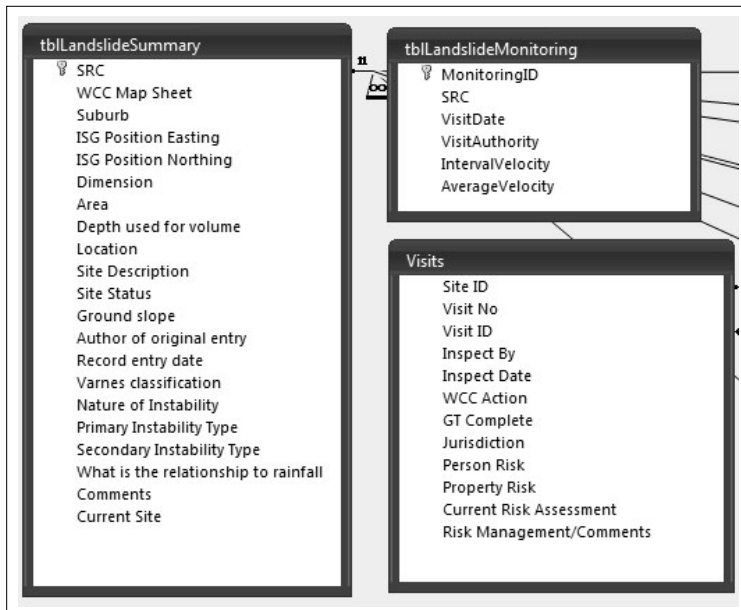 tblLandslideSummary
SRC
WCC Map Sheet
Suburb
ISG Position Easting
ISG Position Northing
Dimension
Area
Depth used for volume
Location
Site Description
Site Status
Ground slope
Author of original entry
Record entry date
Varnes classification
Nature of Instability
Primary Instability Type
Secondary Instability Type
What is the relationship to rainfall
Comments
Current Site
tblLandslideMonitoring
MonitoringID
SRC
VisitDate
VisitAuthority
IntervalVelocity
AverageVelocity
Visits
Site ID
Visit No
Visit ID
Inspect By
Inspect Date
WCC Action
GT Complete
Jurisdiction
Person Risk
Property Risk
Current Risk Assessment
Risk Management/Comments